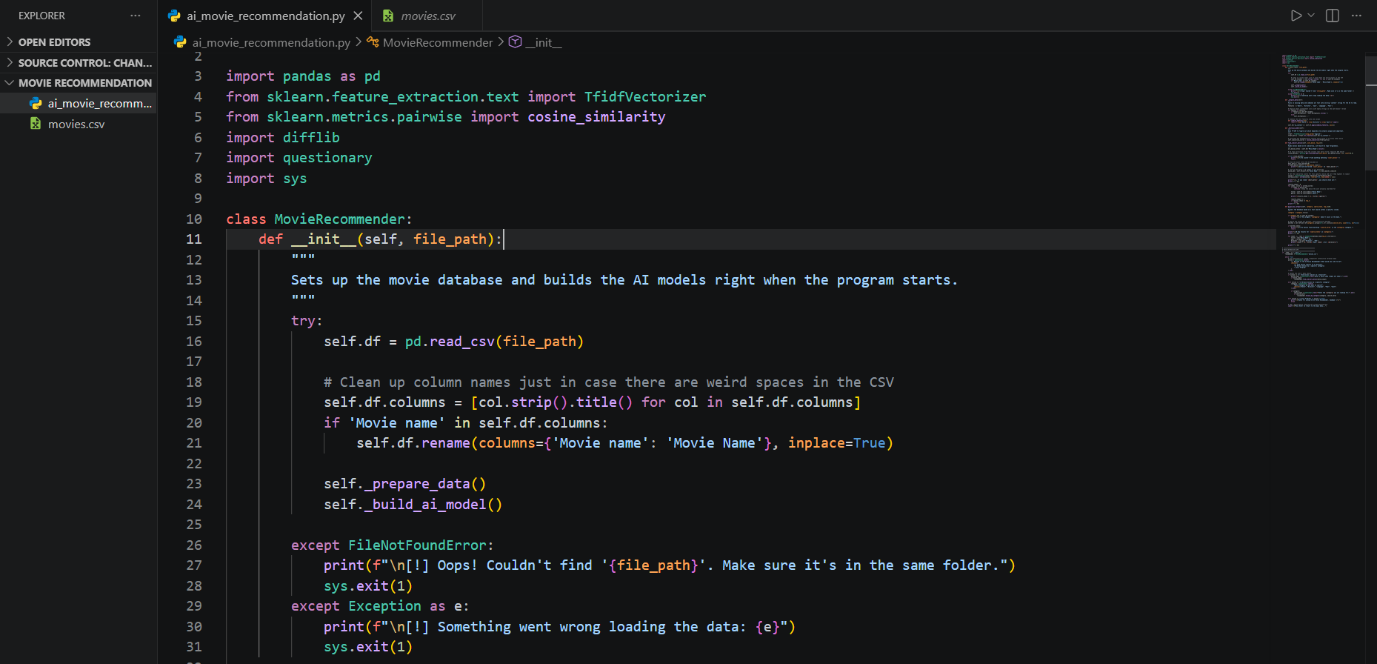 EXPLORER
···
ai_movie_recommendation.py
movies.csv
···
OPEN EDITORS
SOURCE CONTROL: CHAN...
MOVIE RECOMMENDATION
ai_movie_recomm...
movies.csv
ai_movie_recommendation.py > MovieRecommender > __init__
2
3 import pandas as pd
4 from sklearn.feature_extraction.text import TfidfVectorizer
5 from sklearn.metrics.pairwise import cosine_similarity
6 import difflib
7 import questionary
8 import sys
9
10 class MovieRecommender:
11     def __init__(self, file_path):
12         """
13         Sets up the movie database and builds the AI models right when the program starts.
14         """
15         try:
16             self.df = pd.read_csv(file_path)
17
18             # Clean up column names just in case there are weird spaces in the CSV
19             self.df.columns = [col.strip().title() for col in self.df.columns]
20             if 'Movie name' in self.df.columns:
21                 self.df.rename(columns={'Movie name': 'Movie Name'}, inplace=True)
22
23             self._prepare_data()
24             self._build_ai_model()
25
26         except FileNotFoundError:
27             print(f"\n[!] Oops! Couldn't find '{file_path}'. Make sure it's in the same folder.")
28             sys.exit(1)
29         except Exception as e:
30             print(f"\n[!] Something went wrong loading the data: {e}")
31             sys.exit(1)